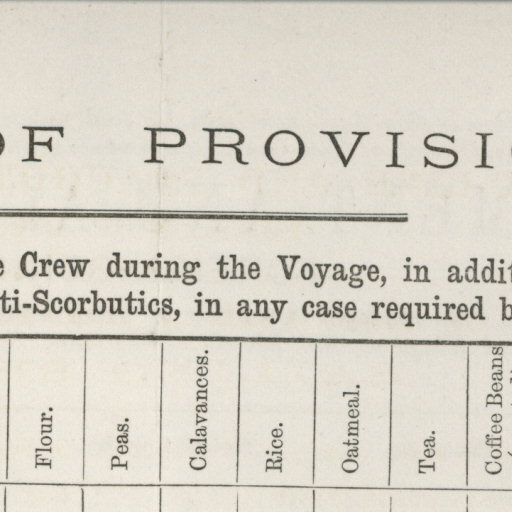 OF PROVISI
e Crew during the Voyage, in addit
ti-Scorbutics, in any case required b
Flour.
Peas.
Calavances.
Rice.
Oatmeal.
Tea.
Coffee Beans